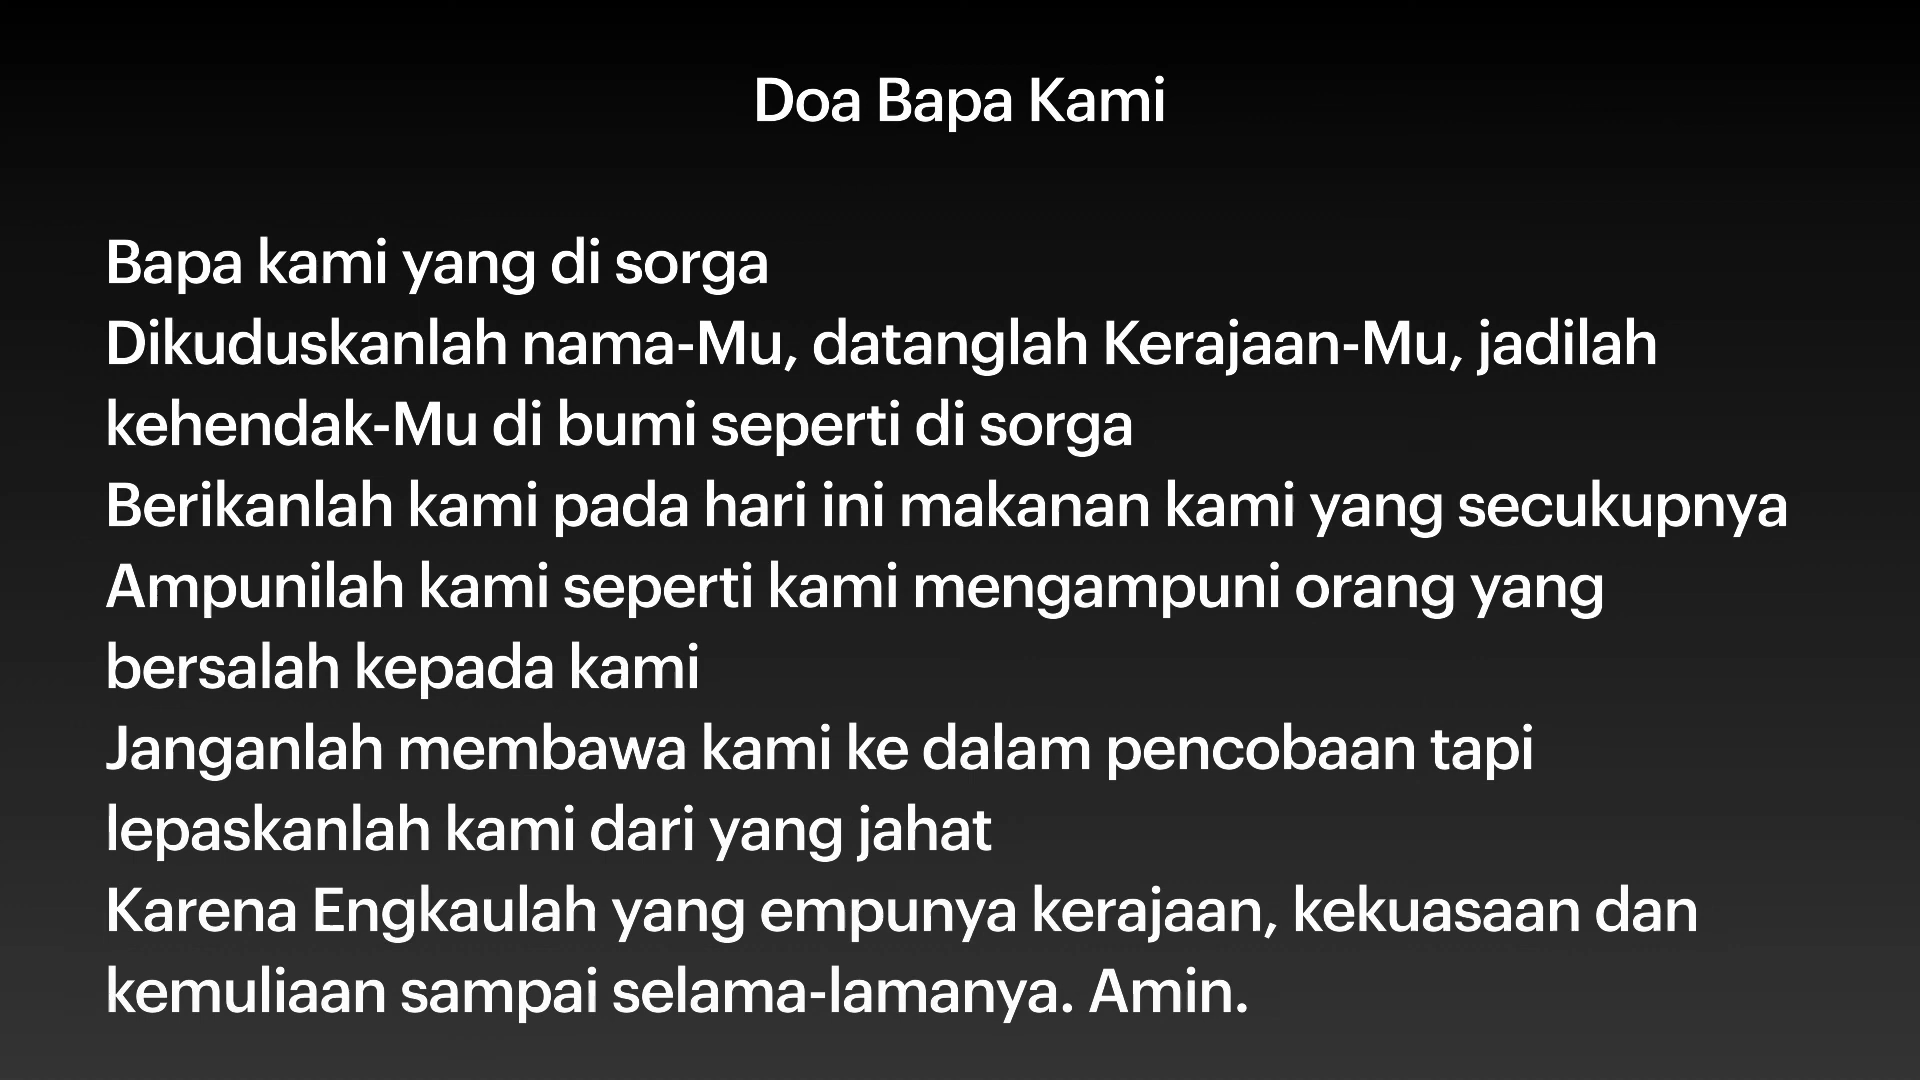 Doa Bapa Kami
Bapa kami yang di sorga
Dikuduskanlah nama-Mu, datanglah Kerajaan-Mu, jadilah
kehendak-Mu di bumi seperti di sorga
Berikanlah kami pada hari ini makanan kami yang secukupnya
Ampunilah kami seperti kami mengampuni orang yang
bersalah kepada kami
Janganlah membawa kami ke dalam pencobaan tapi
lepaskanlah kami dari yang jahat
Karena Engkaulah yang empunya kerajaan, kekuasaan dan
kemuliaan sampai selama-lamanya. Amin.